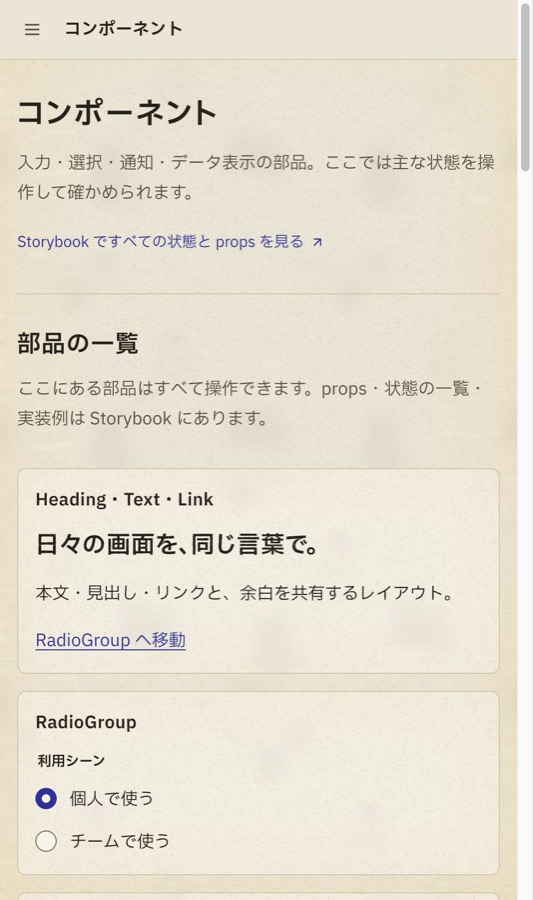 コンポーネント
コンポーネント
入力・選択・通知・データ表示の部品。ここでは主な状態を操
作して確かめられます。
Storybook ですべての状態と props を見る
部品の一覧
ここにある部品はすべて操作できます。props・状態の一覧・
実装例は Storybook にあります。
Heading・Text・Link
日々の画面を、同じ言葉で。
本文・見出し・リンクと、余白を共有するレイアウト。
RadioGroup へ移動
RadioGroup
利用シーン
個人で使う
チームで使う